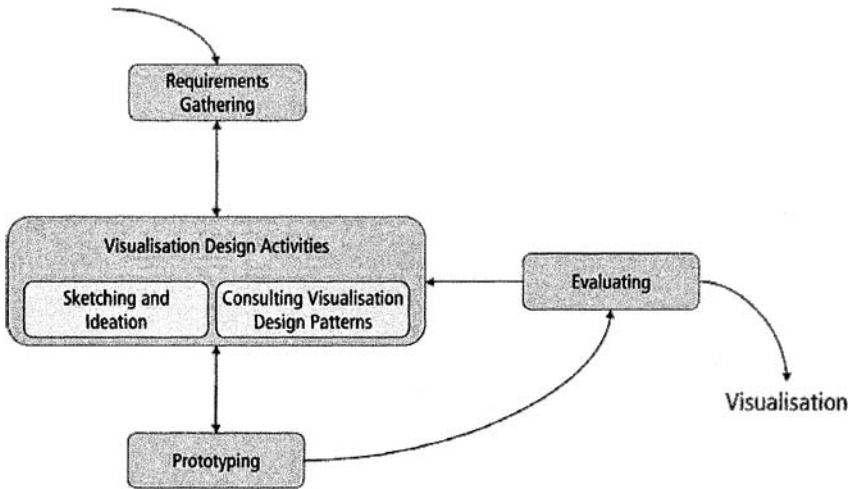 Requirements
Gathering
Visualisation Design Activities
Sketching and
Ideation
Consulting Visualisation
Design Patterns
Evaluating
Visualisation
Prototyping